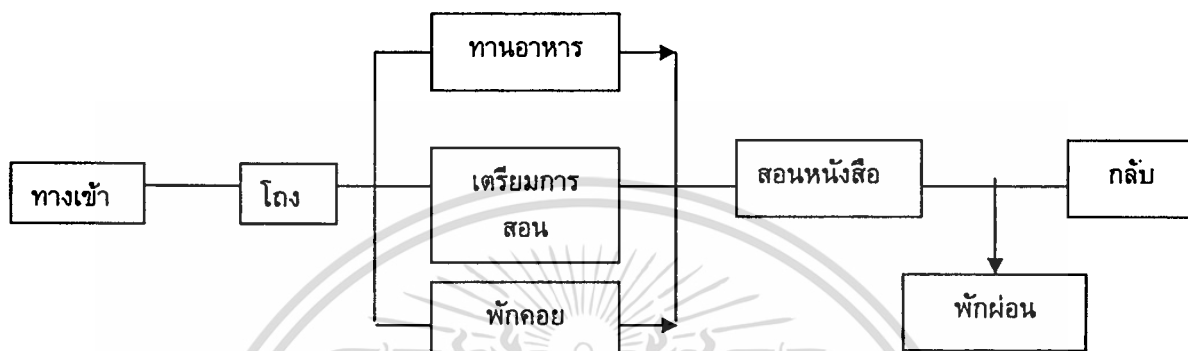 ทานอาหาร
ทางเข้า
โถง
เตรียมการ
สอน
สอนหนังสือ
กลับ
พักคอย
พักผ่อน